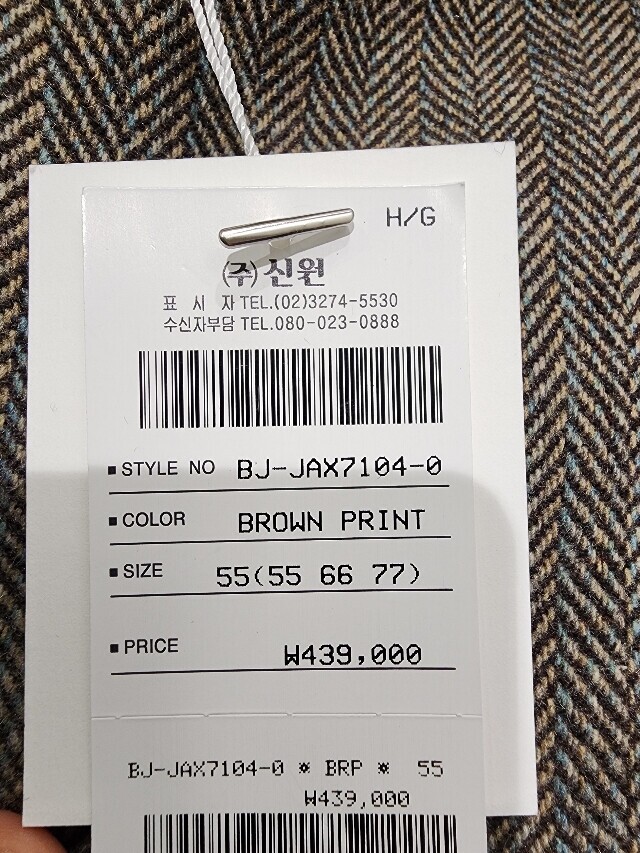 H/G
(주)신원
표 시 자 TEL.(02)3274-5530
수신자부담 TEL.080-023-0888
■ STYLE NO BJ-JAX7104-0
■ COLOR BROWN PRINT
■ SIZE 55(55 66 77)
■ PRICE ₩439,000
BJ-JAX7104-0 * BRP * 55
₩439,000